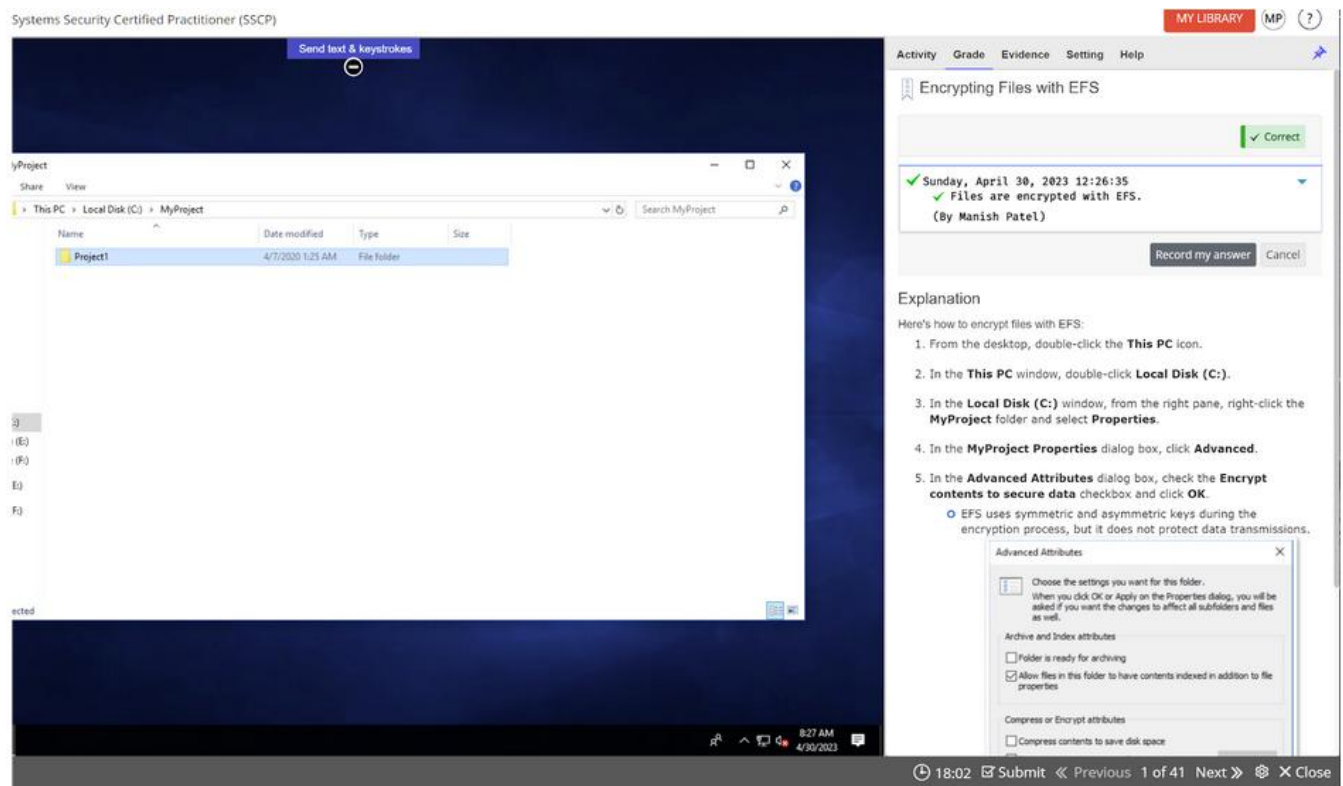 Systems Security Certified Practitioner (SSCP)
MY LIBRARY
MP
?
Send text & keystrokes
yProject
Share View
This PC > Local Disk (C:) > MyProject
Search MyProject
Name Date modified Type Size
Project1 4/7/2020 1:25 AM File folder
(E:)
(F:)
E:)
F:)
ected
8:27 AM
4/30/2023
Activity Grade Evidence Setting Help
Encrypting Files with EFS
✓ Correct
Sunday, April 30, 2023 12:26:35
✓ Files are encrypted with EFS.
(By Manish Patel)
Record my answer Cancel
Explanation
Here's how to encrypt files with EFS:
1. From the desktop, double-click the This PC icon.
2. In the This PC window, double-click Local Disk (C:).
3. In the Local Disk (C:) window, from the right pane, right-click the
MyProject folder and select Properties.
4. In the MyProject Properties dialog box, click Advanced.
5. In the Advanced Attributes dialog box, check the Encrypt
contents to secure data checkbox and click OK.
EFS uses symmetric and asymmetric keys during the
encryption process, but it does not protect data transmissions.
Advanced Attributes
Choose the settings you want for this folder.
When you click OK or Apply on the Properties dialog, you will be
asked if you want the changes to affect all subfolders and files
as well.
Archive and Index attributes
Folder is ready for archiving
Allow files in this folder to have contents indexed in addition to file
properties
Compress or Encrypt attributes
Compress contents to save disk space
18:02 Submit « Previous 1 of 41 Next » Close